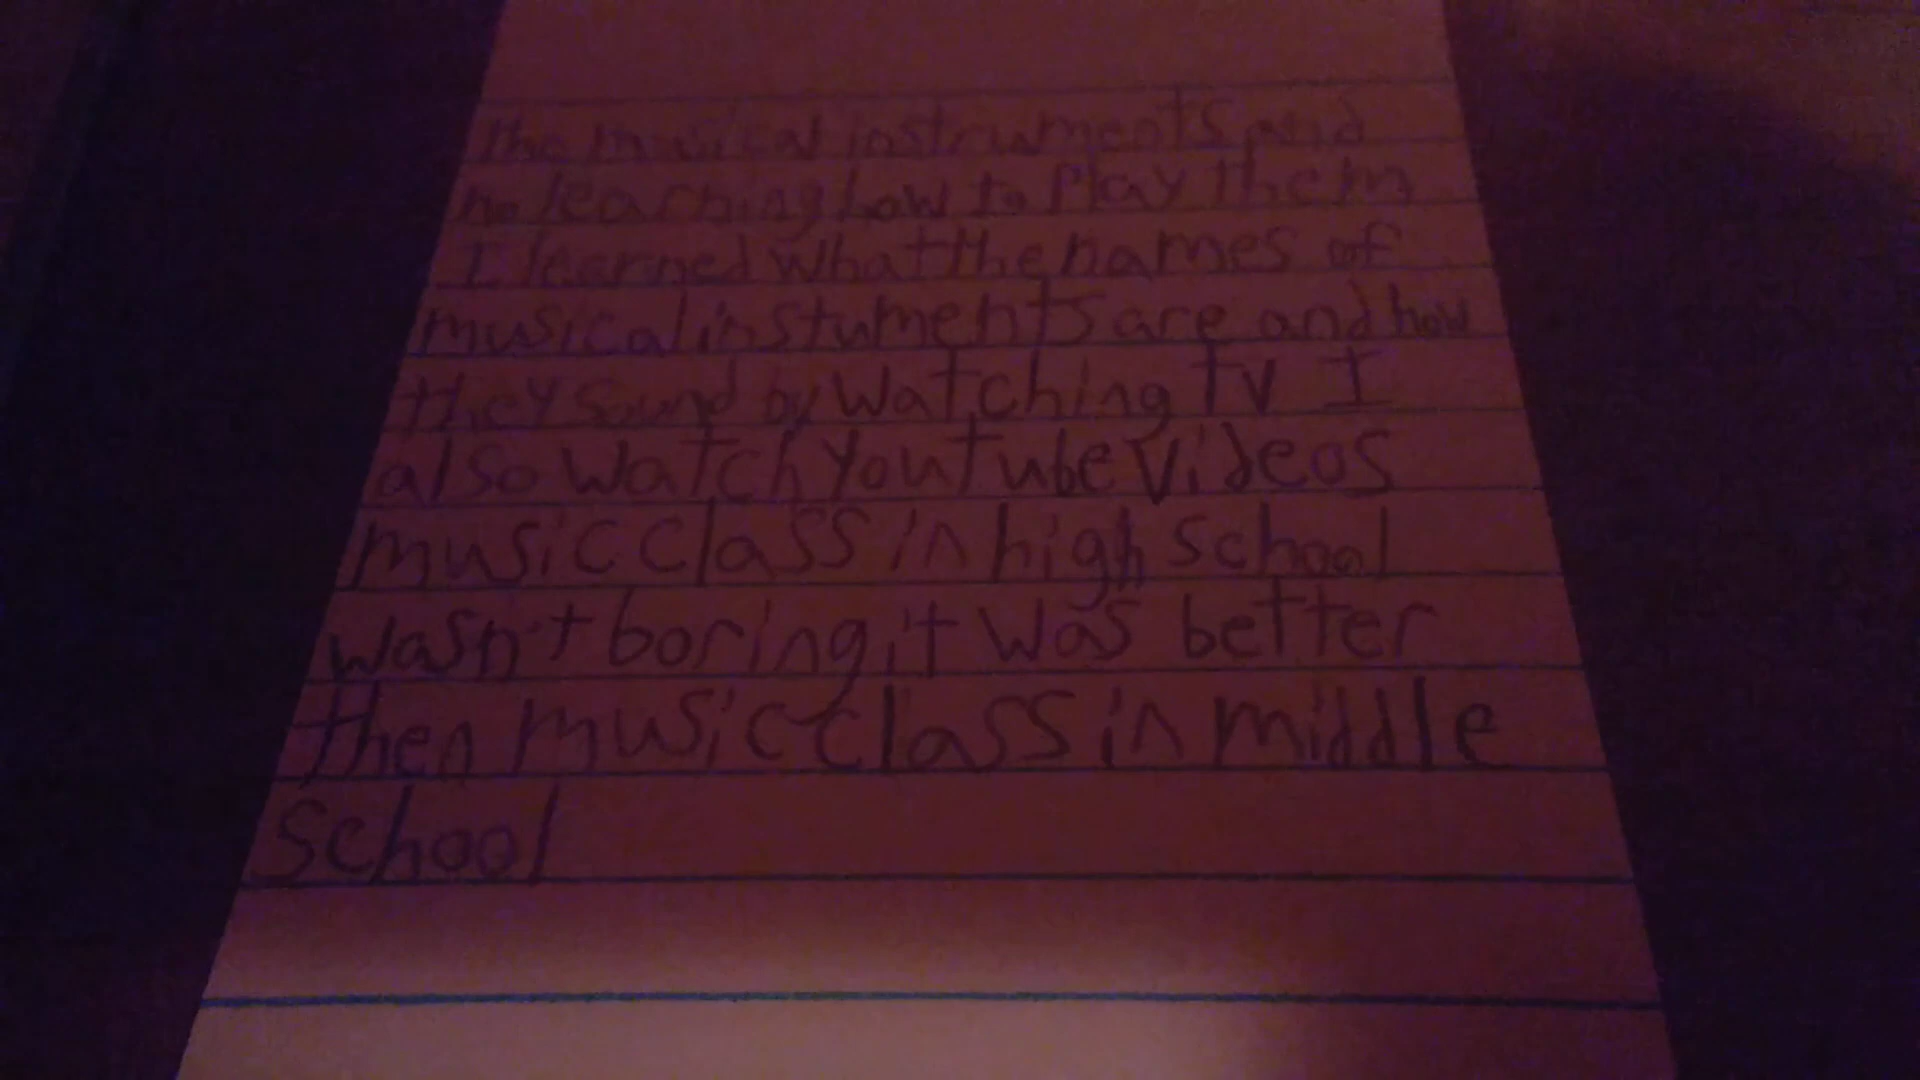 the musical instruments and
no learning how to Play them
I learned what the names of
musical instuments are and how
they sound by watching TV I
also watch Youtube Videos
music class in high school
wasn't boring it was better
then music class in middle
school